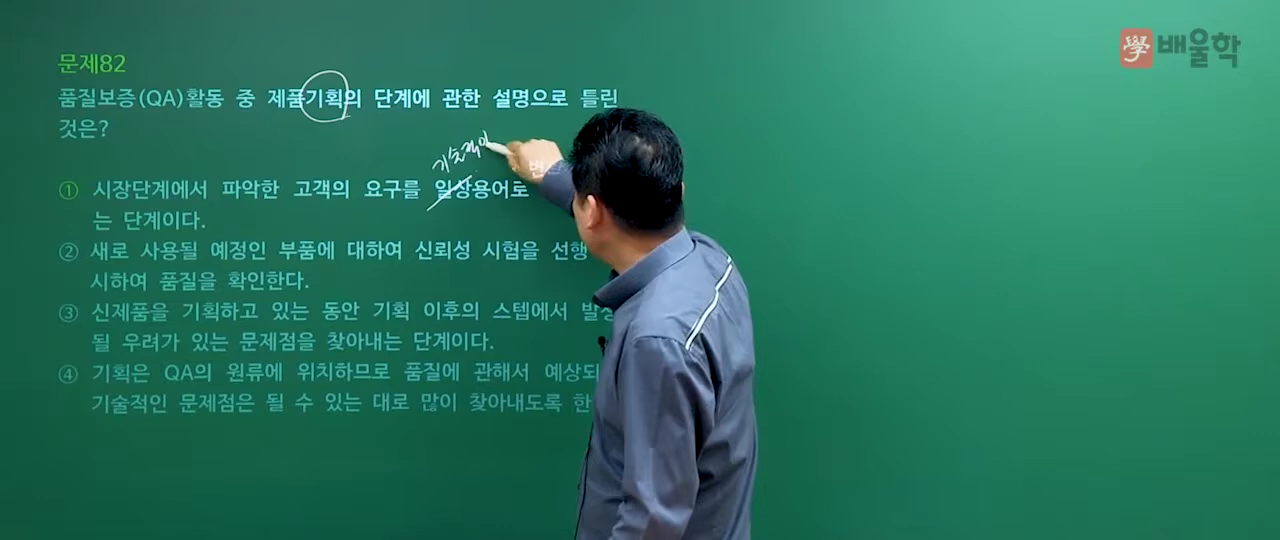 學 배울학
문제82
품질보증(QA)활동 중 제품기획의 단계에 관한 설명으로 틀린
것은?
기술적인
① 시장단계에서 파악한 고객의 요구를 일상용어로
는 단계이다.
② 새로 사용될 예정인 부품에 대하여 신뢰성 시험을 선행
시하여 품질을 확인한다.
③ 신제품을 기획하고 있는 동안 기획 이후의 스텝에서
될 우려가 있는 문제점을 찾아내는 단계이다.
④ 기획은 QA의 원류에 위치하므로 품질에 관해서 예상되
기술적인 문제점은 될 수 있는 대로 많이 찾아내도록 한